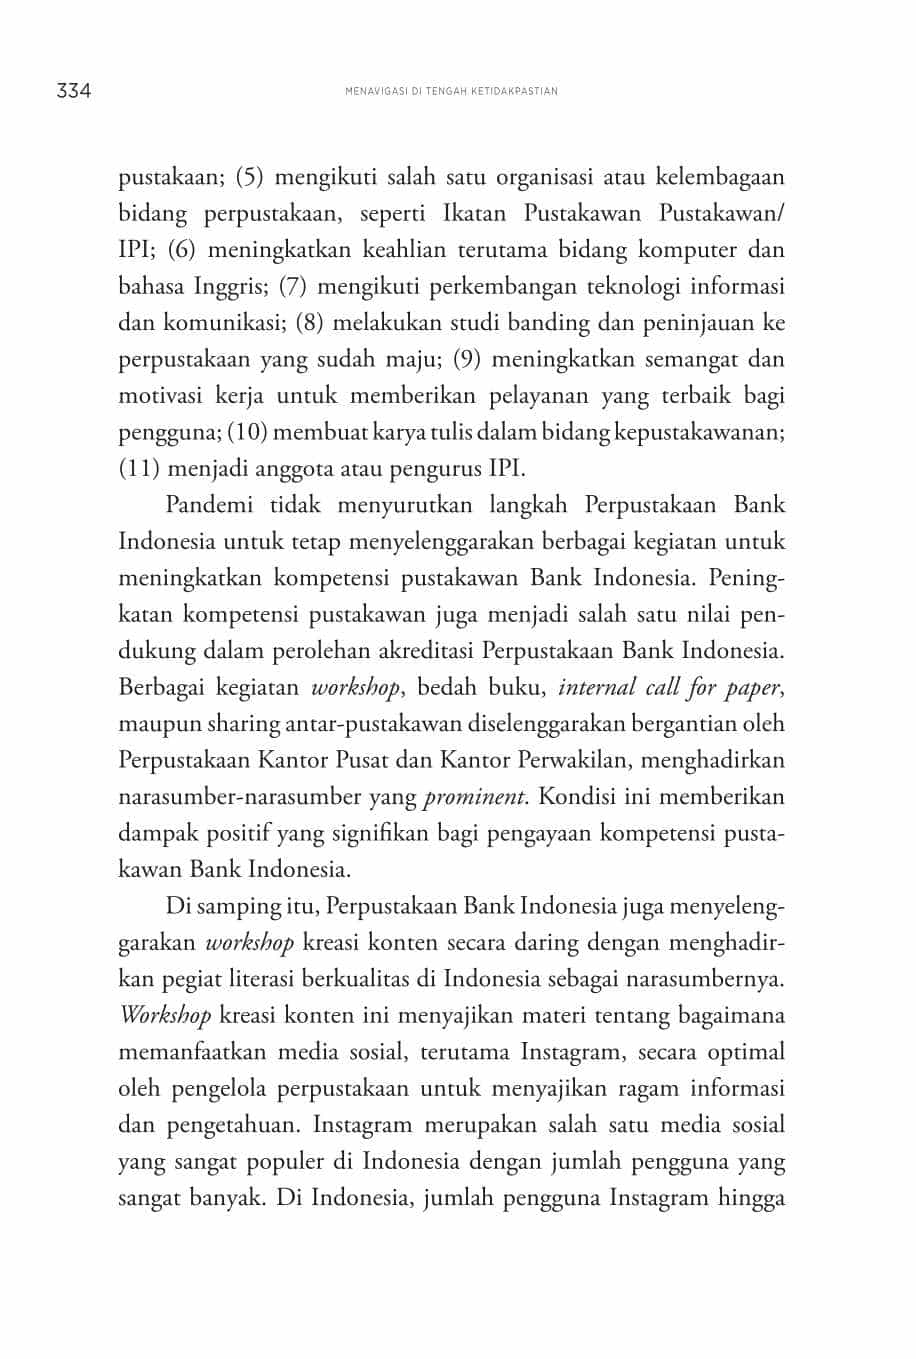 334
MENAVIGASI DI TENGAH KETIDAKPASTIAN
pustakaan; (5) mengikuti salah satu organisasi atau kelembagaan
bidang perpustakaan, seperti Ikatan Pustakawan Pustakawan/
IPI; (6) meningkatkan keahlian terutama bidang komputer dan
bahasa Inggris; (7) mengikuti perkembangan teknologi informasi
dan komunikasi; (8) melakukan studi banding dan peninjauan ke
perpustakaan yang sudah maju; (9) meningkatkan semangat dan
motivasi kerja untuk memberikan pelayanan yang terbaik bagi
pengguna; (10) membuat karya tulis dalam bidang kepustakawanan;
(11) menjadi anggota atau pengurus IPI.
Pandemi tidak menyurutkan langkah Perpustakaan Bank
Indonesia untuk tetap menyelenggarakan berbagai kegiatan untuk
meningkatkan kompetensi pustakawan Bank Indonesia. Pening-
katan kompetensi pustakawan juga menjadi salah satu nilai pen-
dukung dalam perolehan akreditasi Perpustakaan Bank Indonesia.
Berbagai kegiatan workshop, bedah buku, internal call for paper,
maupun sharing antar-pustakawan diselenggarakan bergantian oleh
Perpustakaan Kantor Pusat dan Kantor Perwakilan, menghadirkan
narasumber-narasumber yang prominent. Kondisi ini memberikan
dampak positif yang signifikan bagi pengayaan kompetensi pusta-
kawan Bank Indonesia.
Di samping itu, Perpustakaan Bank Indonesia juga menyeleng-
garakan workshop kreasi konten secara daring dengan menghadir-
kan pegiat literasi berkualitas di Indonesia sebagai narasumbernya.
Workshop kreasi konten ini menyajikan materi tentang bagaimana
memanfaatkan media sosial, terutama Instagram, secara optimal
oleh pengelola perpustakaan untuk menyajikan ragam informasi
dan pengetahuan. Instagram merupakan salah satu media sosial
yang sangat populer di Indonesia dengan jumlah pengguna yang
sangat banyak. Di Indonesia, jumlah pengguna Instagram hingga